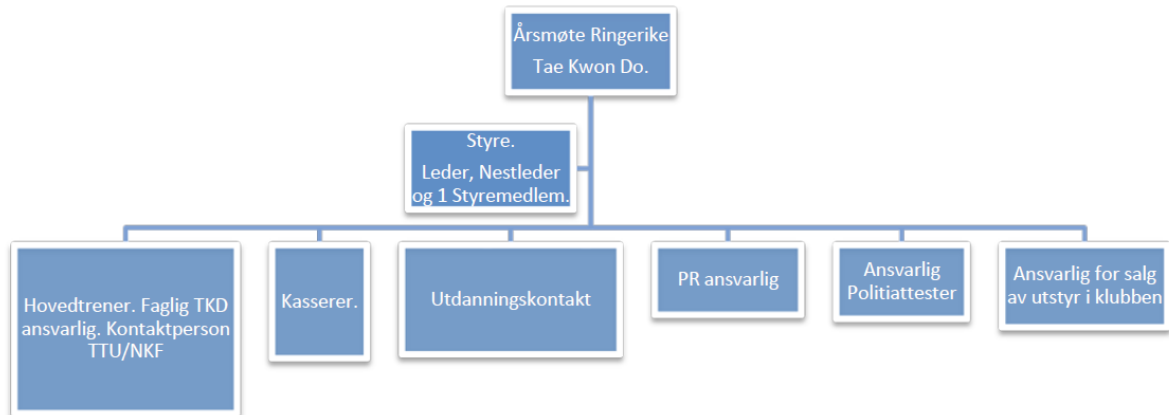 Årsmøte Ringerike
Tae Kwon Do.
Styre.
Leder, Nestleder
og 1 Styremedlem.
Hovedtrener. Faglig TKD
ansvarlig. Kontaktperson
TTU/NKF
Kasserer.
Utdanningskontakt
PR ansvarlig
Ansvarlig
Politiattester
Ansvarlig for salg
av utstyr i klubben